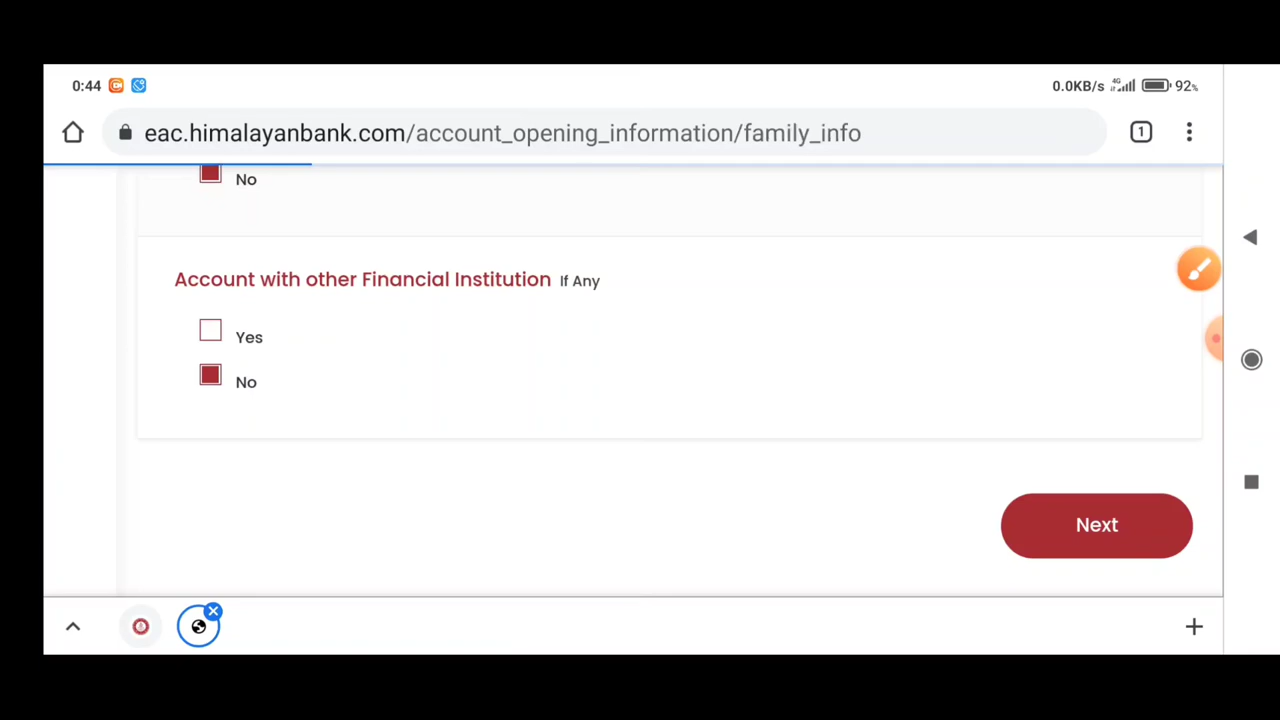 0:44
0.0KB/s 4G 92%
eac.himalayanbank.com/account_opening_information/family_info
1
No
Account with other Financial Institution If Any
Yes
No
Next